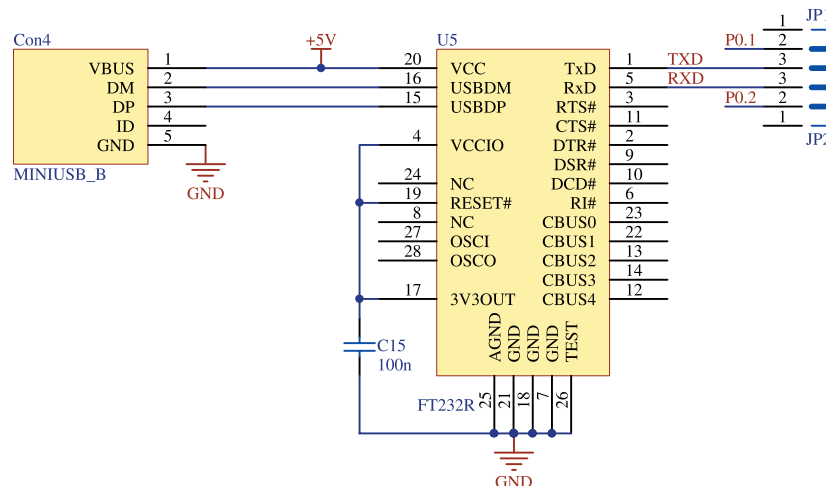 Con4
VBUS 1
DM 2
DP 3
ID 4
GND 5
MINIUSB_B
GND
+5V
U5
20 VCC TxD 1 TXD
16 USBDM RxD 5 RXD
15 USBDP RTS# 3
CTS# 11
4 VCCIO DTR# 2
DSR# 9
24 NC DCD# 10
19 RESET# RI# 6
8 NC CBUS0 23
27 OSCI CBUS1 22
28 OSCO CBUS2 13
CBUS3 14
17 3V3OUT CBUS4 12
AGND GND GND GND TEST
25 21 18 7 26
FT232R
C15
100n
GND
JP1
1
P0.1 2
3
3
P0.2 2
1
JP2